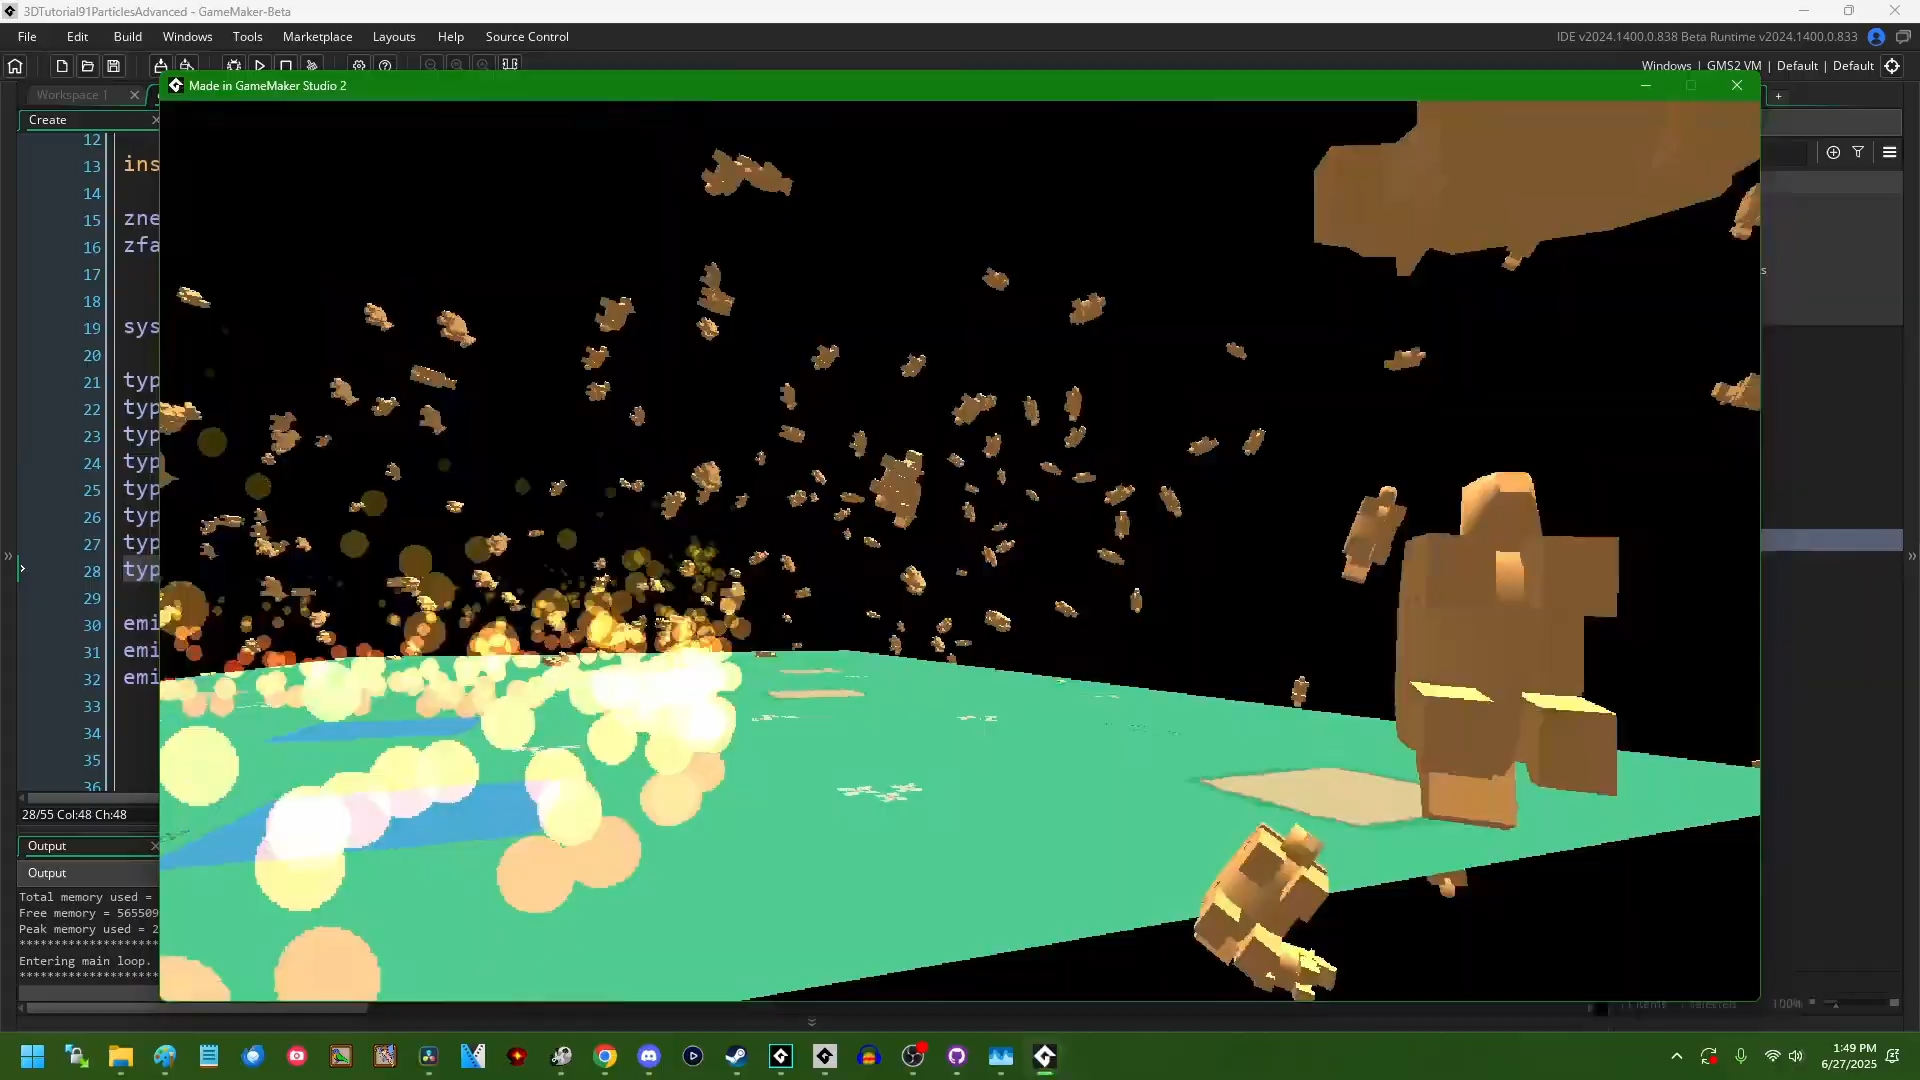 3DTutorial91ParticlesAdvanced - GameMaker-Beta
File Edit Build Windows Tools Marketplace Layouts Help Source Control
IDE v2024.1400.0.838 Beta Runtime v2024.1400.0.833
Windows | GMS2 VM | Default | Default
Made in GameMaker Studio 2
Workspace 1
Create
12
13 ins
14
15 zne
16 zfa
17
18
19 sys
20
21 typ
22 typ
23 typ
24 typ
25 typ
26 typ
27 typ
28 typ
29
30 emi
31 emi
32 emi
33
34
35
36
28/55 Col:48 Ch:48
Output
Output
Total memory used =
Free memory = 565509
Peak memory used = 2
********************
Entering main loop.
********************
100%
1:49 PM
6/27/2025